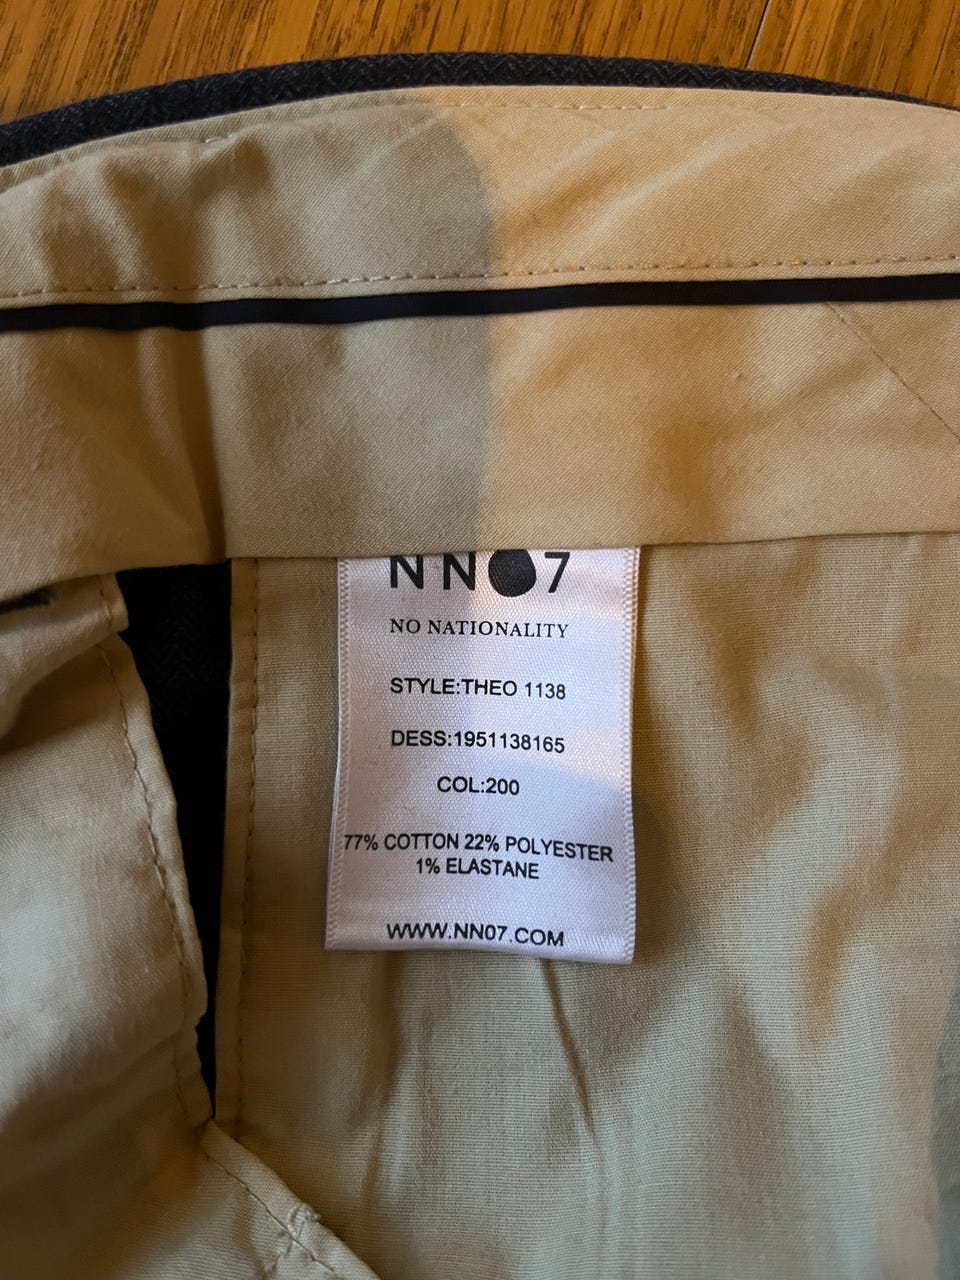 NN07
NO NATIONALITY
STYLE:THEO 1138
DESS:1951138165
COL:200
77% COTTON 22% POLYESTER
1% ELASTANE
WWW.NN07.COM